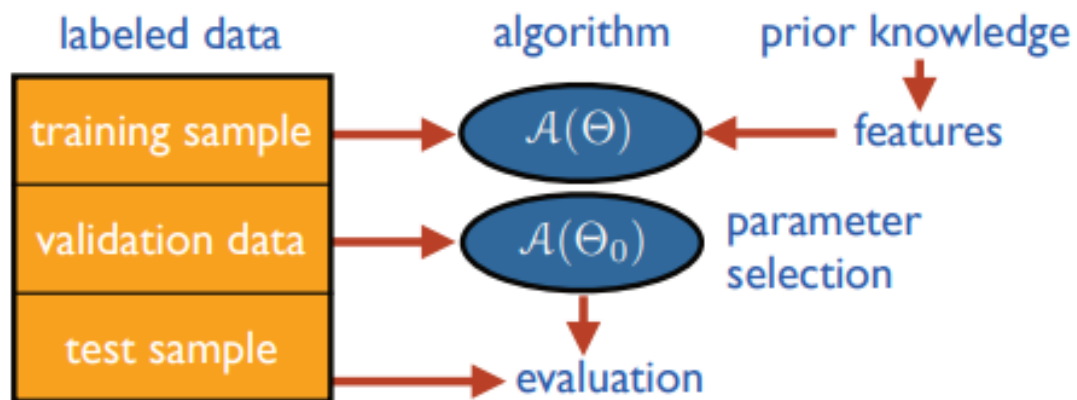 labeled data
algorithm
prior knowledge
training sample
𝒜(Θ)
features
validation data
𝒜(Θ₀)
parameter
selection
test sample
evaluation